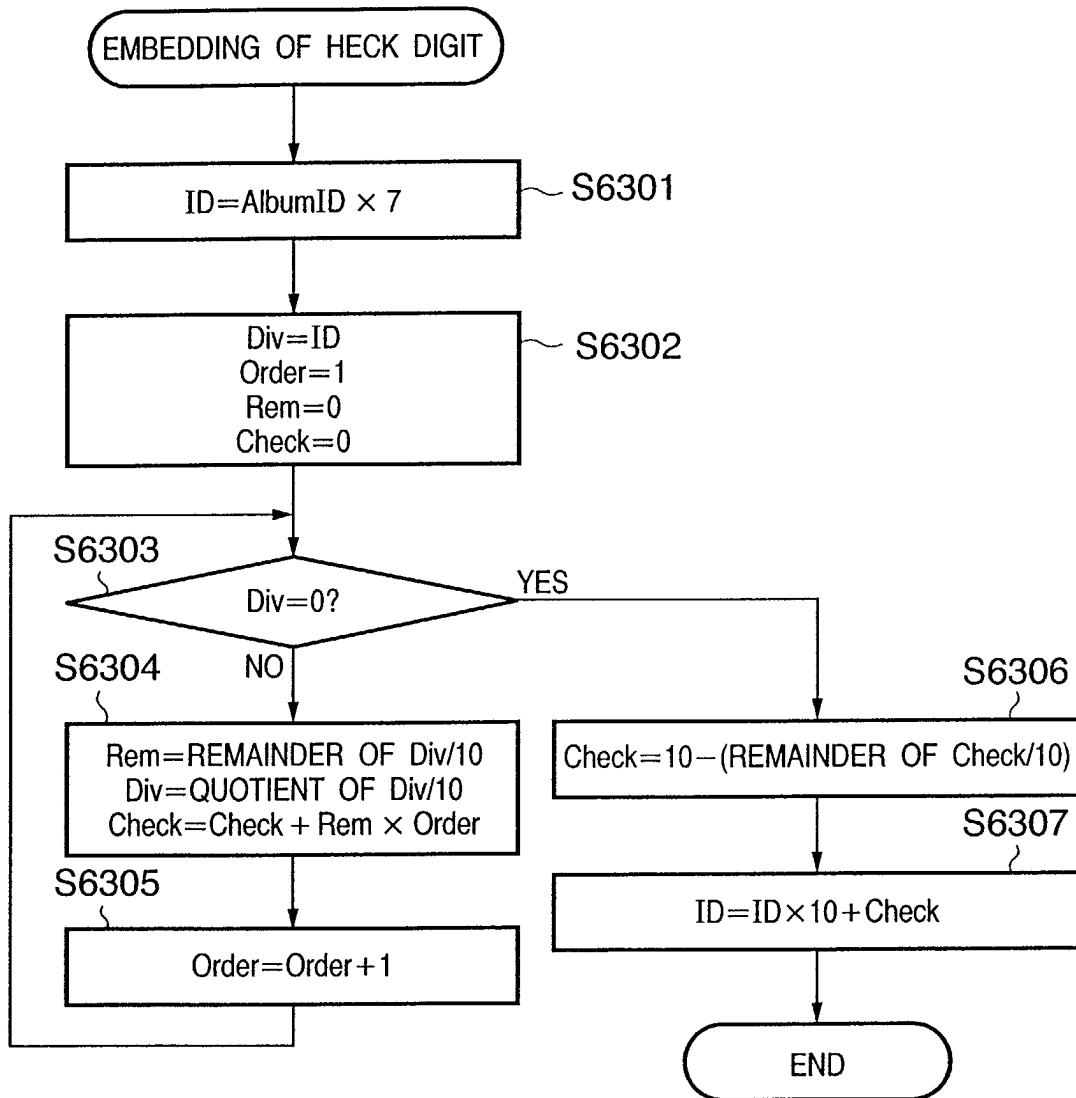 EMBEDDING OF HECK DIGIT
ID=AlbumID × 7
S6301
Div=ID
Order=1
Rem=0
Check=0
S6302
S6303
Div=0?
YES
NO
S6304
Rem=REMAINDER OF Div/10
Div=QUOTIENT OF Div/10
Check=Check + Rem × Order
S6305
Order=Order+1
S6306
Check=10−(REMAINDER OF Check/10)
S6307
ID=ID×10+Check
END